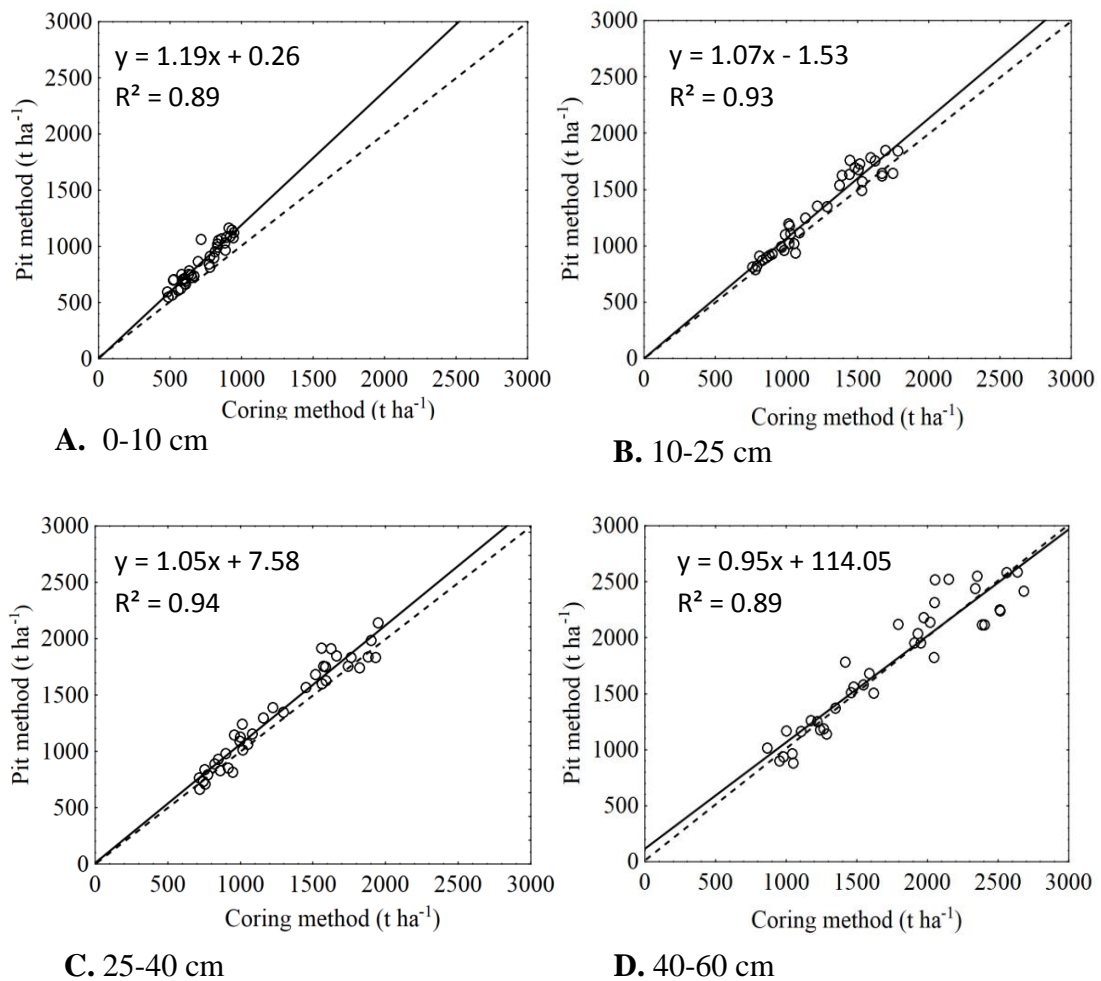 3000
2500
2000
1500
1000
500
0
Pit method (t ha⁻¹)
y = 1.19x + 0.26
R² = 0.89
0 500 1000 1500 2000 2500 3000
Coring method (t ha⁻¹)
A. 0-10 cm
3000
2500
2000
1500
1000
500
0
Pit method (t ha⁻¹)
y = 1.07x - 1.53
R² = 0.93
0 500 1000 1500 2000 2500 3000
Coring method (t ha⁻¹)
B. 10-25 cm
3000
2500
2000
1500
1000
500
0
Pit method (t ha⁻¹)
y = 1.05x + 7.58
R² = 0.94
0 500 1000 1500 2000 2500 3000
Coring method (t ha⁻¹)
C. 25-40 cm
3000
2500
2000
1500
1000
500
0
Pit method (t ha⁻¹)
y = 0.95x + 114.05
R² = 0.89
0 500 1000 1500 2000 2500 3000
Coring method (t ha⁻¹)
D. 40-60 cm